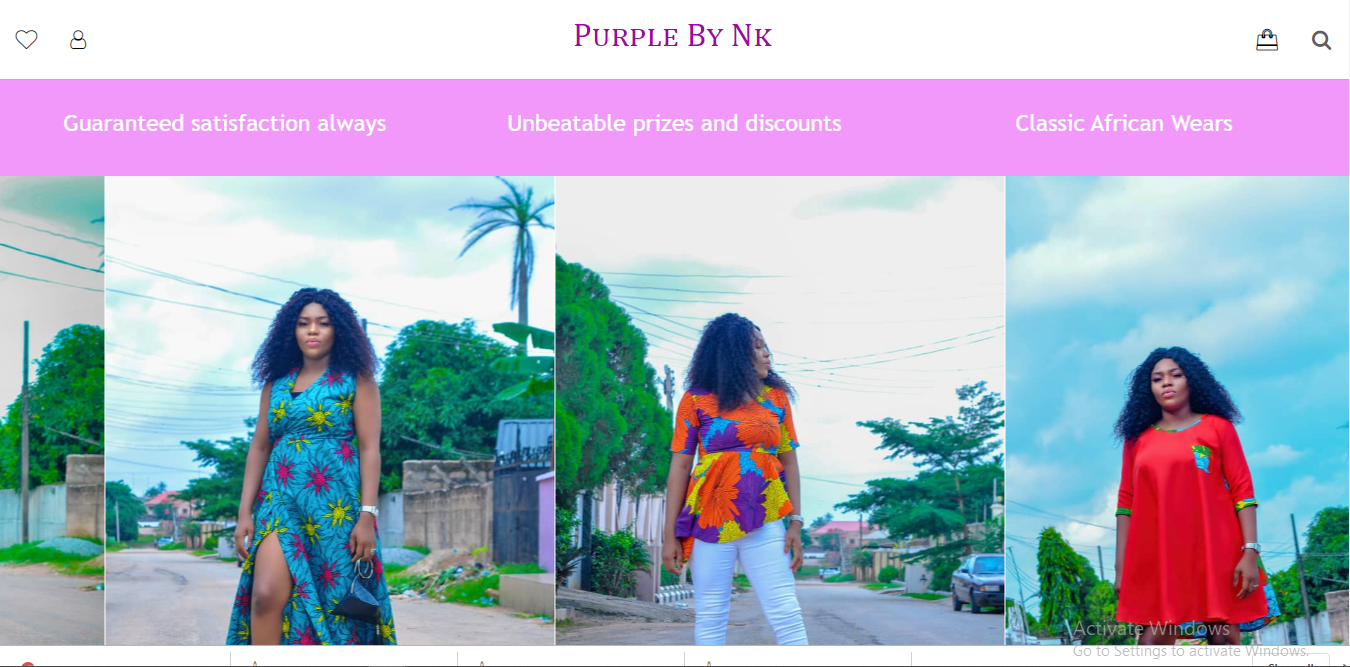 PURPLE BY NK
Guaranteed satisfaction always
Unbeatable prizes and discounts
Classic African Wears
Activate Windows
Go to Settings to activate Windows.